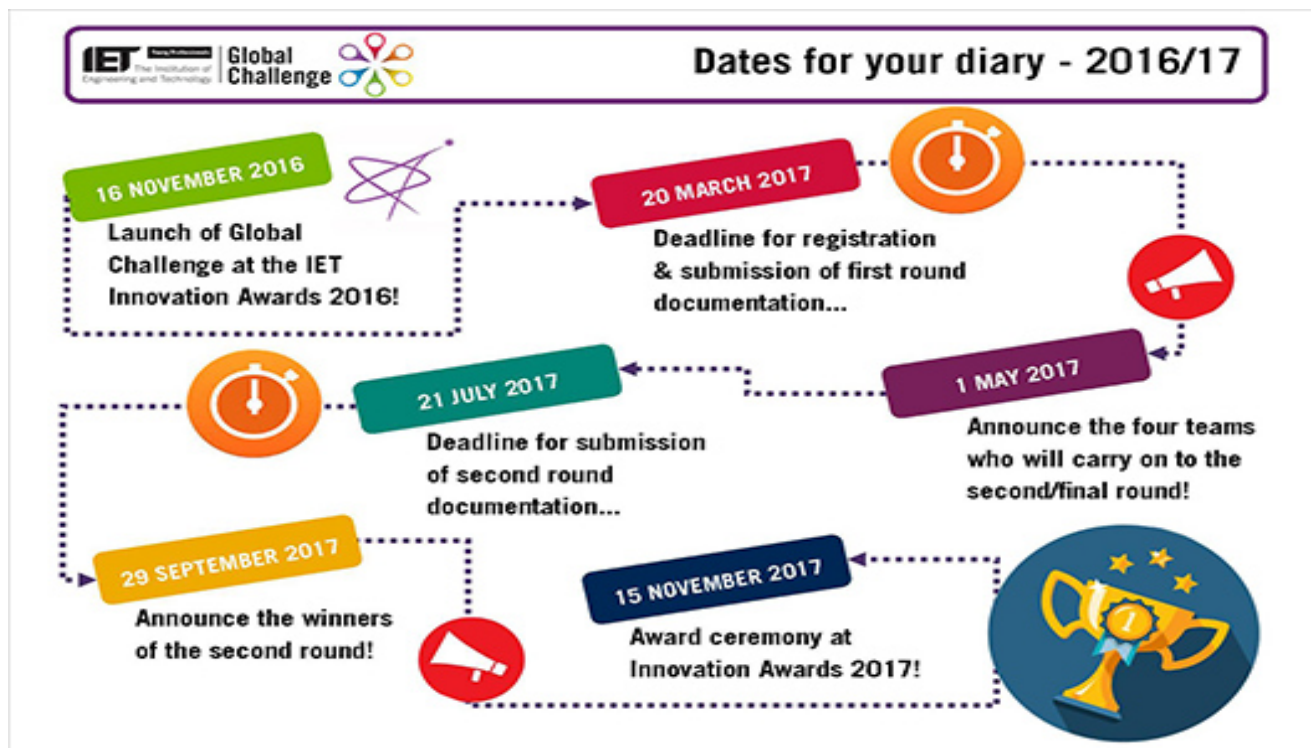 IET Young Professionals
The Institution of
Engineering and Technology
Global
Challenge
Dates for your diary - 2016/17
16 NOVEMBER 2016
Launch of Global
Challenge at the IET
Innovation Awards 2016!
20 MARCH 2017
Deadline for registration
& submission of first round
documentation...
1 MAY 2017
Announce the four teams
who will carry on to the
second/final round!
21 JULY 2017
Deadline for submission
of second round
documentation...
29 SEPTEMBER 2017
Announce the winners
of the second round!
15 NOVEMBER 2017
Award ceremony at
Innovation Awards 2017!
1